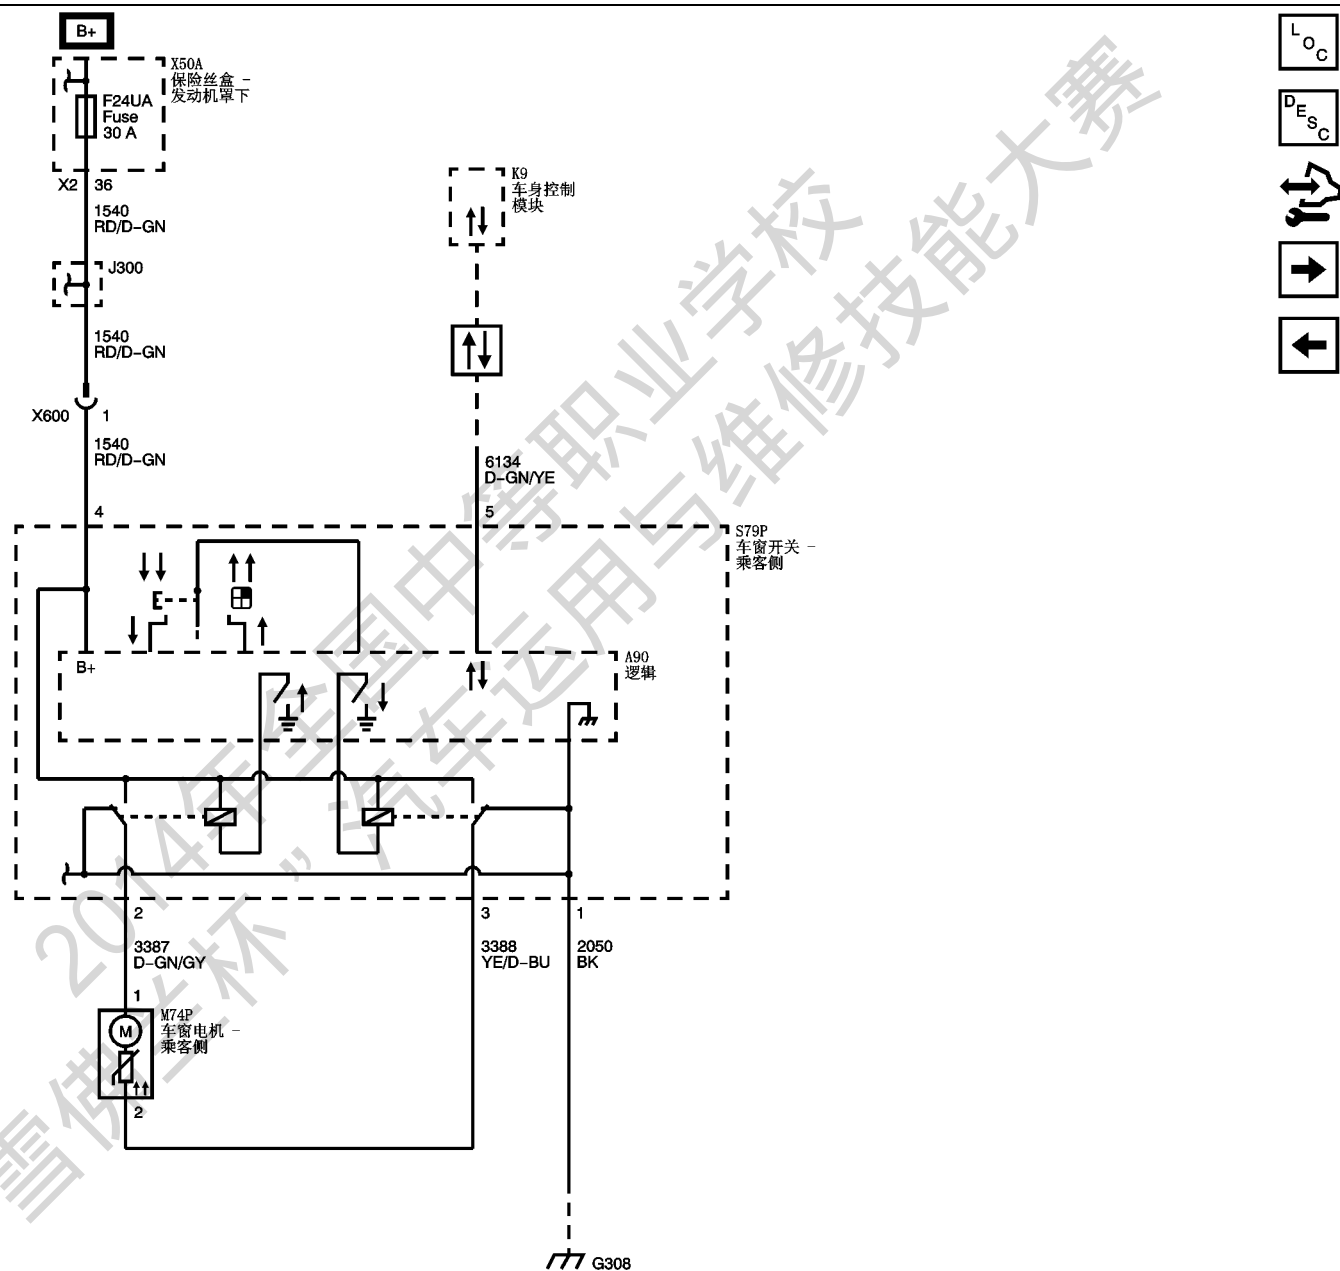 B+
X50A
保险丝盒 –
发动机罩下
F24UA
Fuse
30 A
X2 36
1540
RD/D–GN
J300
1540
RD/D–GN
X600 1
1540
RD/D–GN
4
K9
车身控制
模块
6134
D–GN/YE
5
S79P
车窗开关 –
乘客侧
B+
A90
逻辑
2
3387
D–GN/GY
3
3388
YE/D–BU
1
2050
BK
1
M74P
车窗电机 –
乘客侧
M
2
G308
LOC
DESC
2014年全国中等职业学校
雪佛兰杯 ” 汽车运用与维修技能大赛